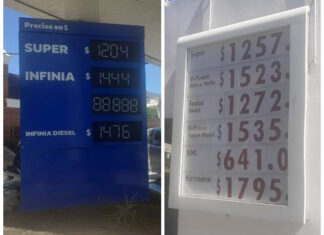 Precios en $
SUPER $ 1204
INFINIA $ 1444
88888
INFINIA DIESEL $ 1476
Super $1257.
V-Power $1523.
$1272.
Diesel
V-Power $1535.
GNC $641.0
Kerosene $1795